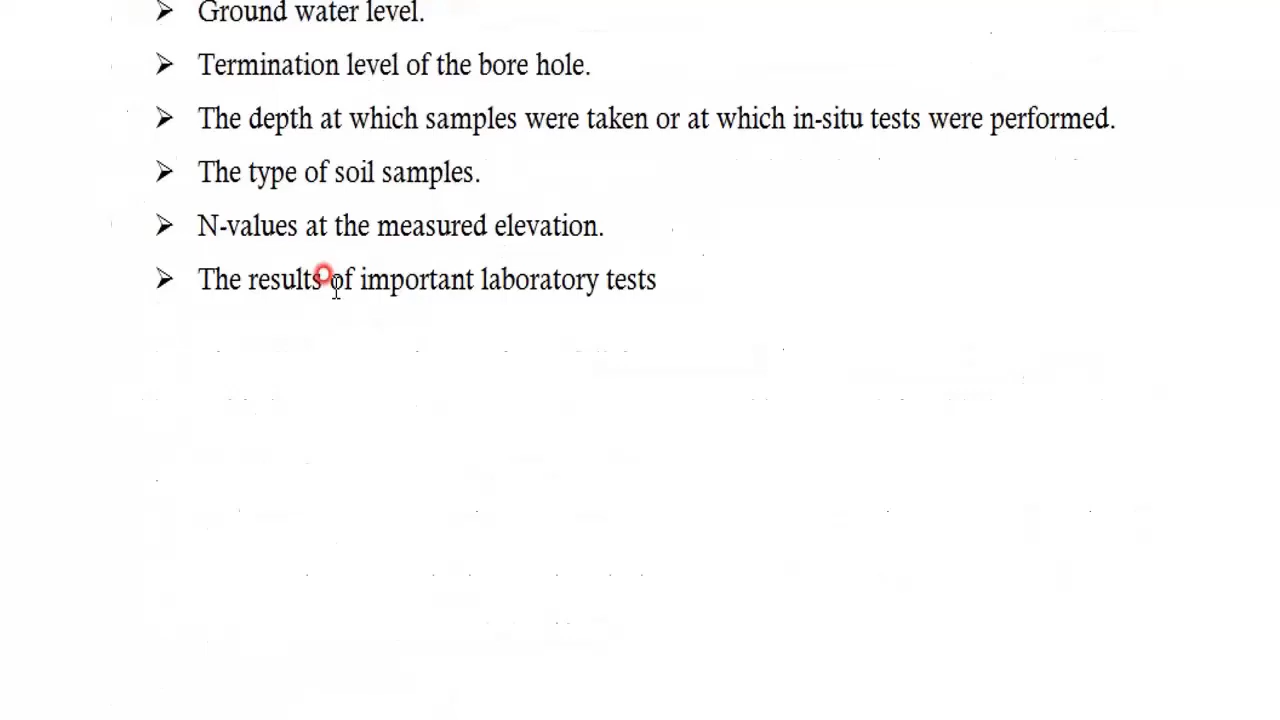 Ground water level.
Termination level of the bore hole.
The depth at which samples were taken or at which in-situ tests were performed.
The type of soil samples.
N-values at the measured elevation.
The results of important laboratory tests